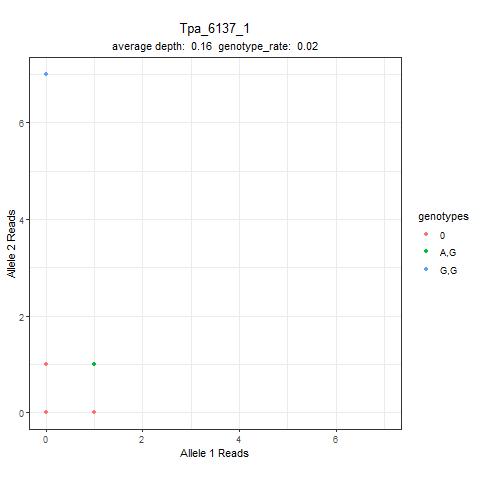 Tpa_6137_1
average depth:  0.16  genotype_rate:  0.02
Allele 2 Reads
6
4
2
0
0
2
4
6
Allele 1 Reads
genotypes
0
A,G
G,G